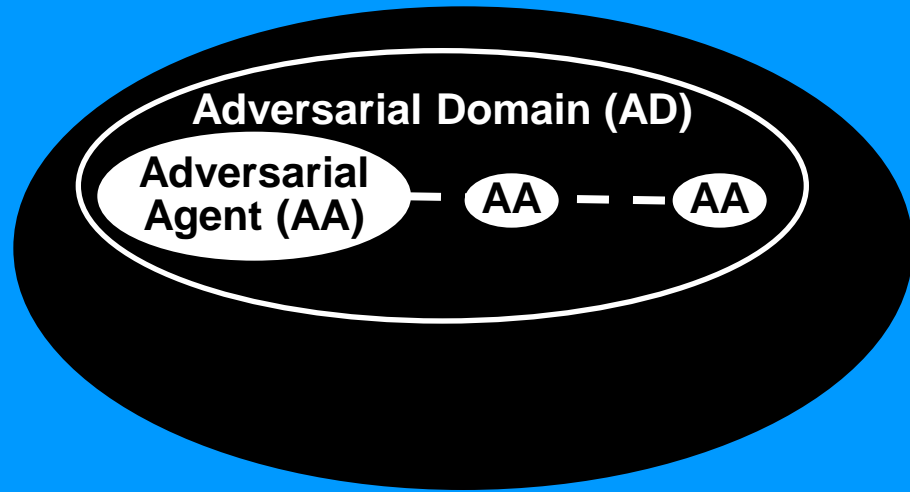 Adversarial Domain (AD)
Adversarial
Agent (AA)
AA
AA